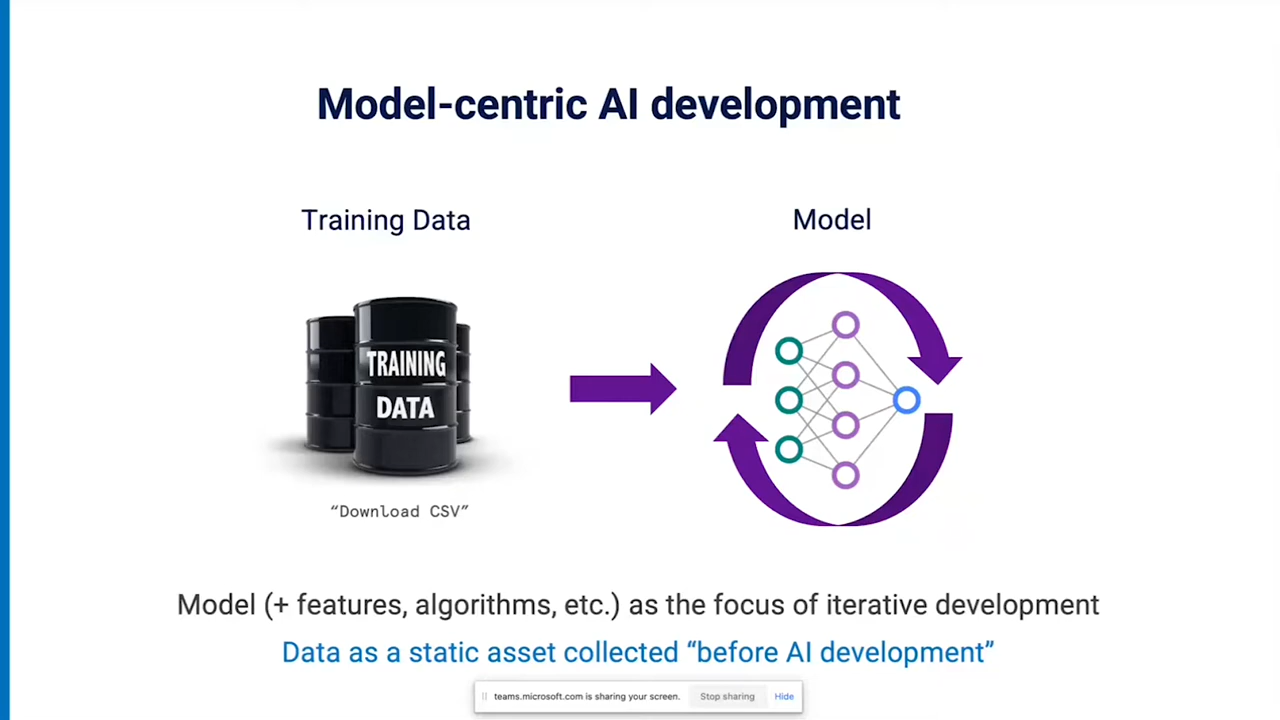 Model-centric AI development
Training Data
Model
TRAINING
DATA
“Download CSV”
Model (+ features, algorithms, etc.) as the focus of iterative development
Data as a static asset collected “before AI development”
teams.microsoft.com is sharing your screen.
Stop sharing
Hide